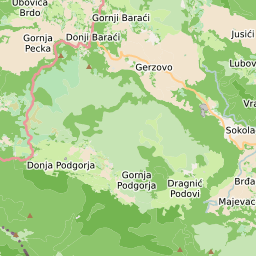 Ubovića
Brdo
Gornji Baraći
Gornja
Pecka
Donji Baraći
Jusići
Gerzovo
Lubov
Vra
Sokola
Donja Podgorja
Gornja
Podgorja
Dragnić
Podovi
Brđa
Majevac